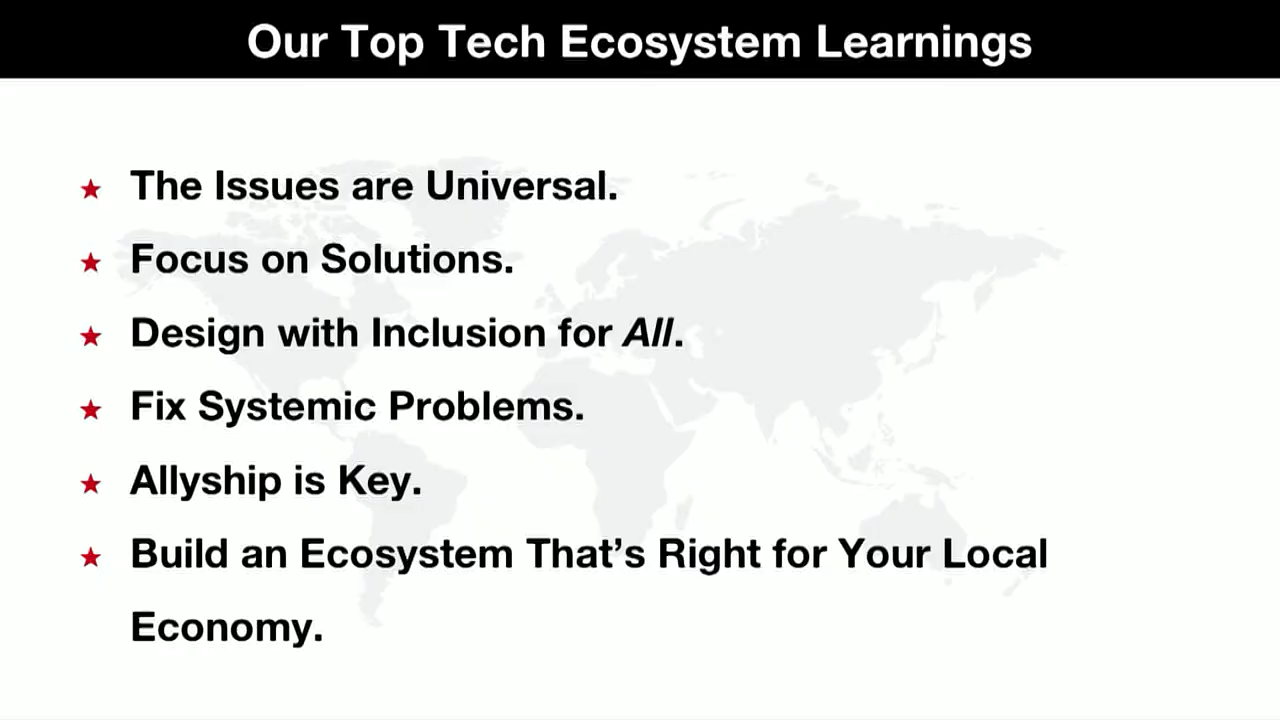 Our Top Tech Ecosystem Learnings
The Issues are Universal.
Focus on Solutions.
Design with Inclusion for All.
Fix Systemic Problems.
Allyship is Key.
Build an Ecosystem That’s Right for Your Local
Economy.